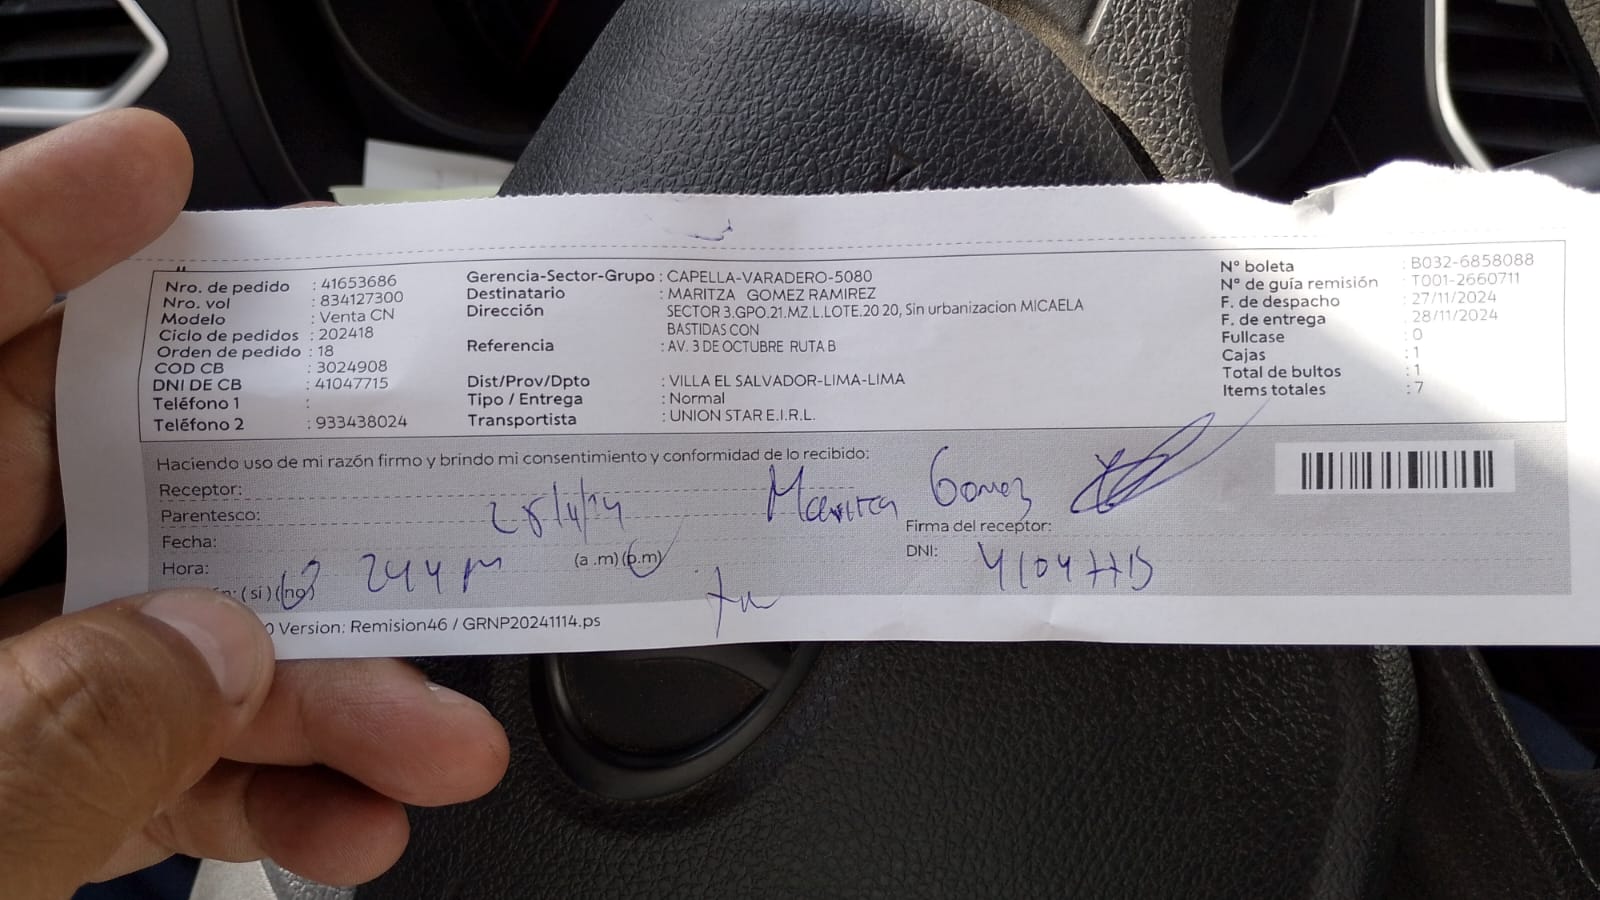 Nro. de pedido : 41653686
Nro. vol : 834127300
Modelo : Venta CN
Ciclo de pedidos : 202418
Orden de pedido : 18
COD CB : 3024908
DNI DE CB : 41047715
Teléfono 1 :
Teléfono 2 : 933438024
Gerencia-Sector-Grupo : CAPELLA-VARADERO-5080
Destinatario : MARITZA GOMEZ RAMIREZ
Dirección : SECTOR 3.GPO.21.MZ.L.LOTE.20 20, Sin urbanizacion MICAELA
BASTIDAS CON
Referencia : AV. 3 DE OCTUBRE RUTA B
Dist/Prov/Dpto : VILLA EL SALVADOR-LIMA-LIMA
Tipo / Entrega : Normal
Transportista : UNION STAR E.I.R.L.
N° boleta : B032-6858088
N° de guía remisión : T001-2660711
F. de despacho : 27/11/2024
F. de entrega : 28/11/2024
Fullcase : 0
Cajas : 1
Total de bultos : 1
Items totales : 7
Haciendo uso de mi razón firmo y brindo mi consentimiento y conformidad de lo recibido:
Receptor:
Parentesco:
Fecha:
Hora: 244 pm (a .m) (p.m)
(si) (no)
Maritza Gomez
Firma del receptor:
DNI: 41047715
Version: Remision46 / GRNP20241114.ps